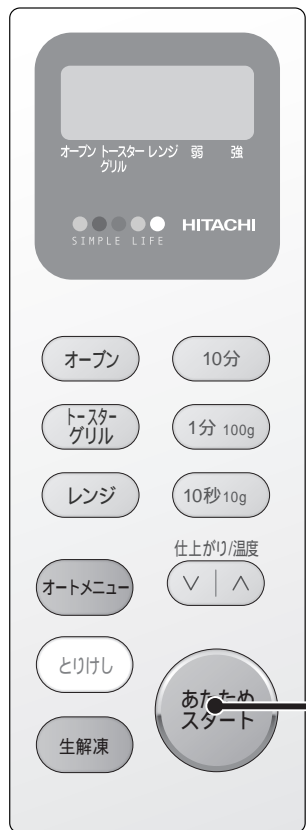 オーブン トースター レンジ 弱 強
グリル
SIMPLE LIFE
HITACHI
オーブン
10分
トースター
グリル
1分 100g
レンジ
10秒10g
仕上がり/温度
オートメニュー
∨ | ∧
とりけし
あたため
スタート
生解凍